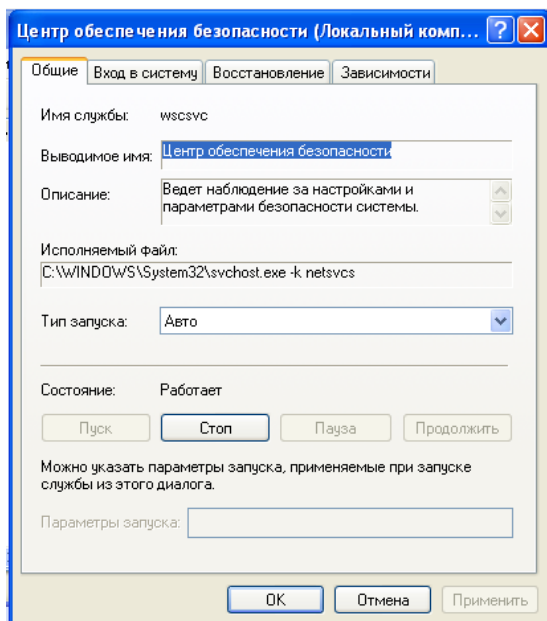 Центр обеспечения безопасности (Локальный комп...
Общие
Вход в систему
Восстановление
Зависимости
Имя службы: wscsvc
Выводимое имя: Центр обеспечения безопасности
Описание: Ведет наблюдение за настройками и
параметрами безопасности системы.
Исполняемый файл:
C:\WINDOWS\System32\svchost.exe -k netsvcs
Тип запуска: Авто
Состояние: Работает
Пуск
Стоп
Пауза
Продолжить
Можно указать параметры запуска, применяемые при запуске
службы из этого диалога.
Параметры запуска:
OK
Отмена
Применить